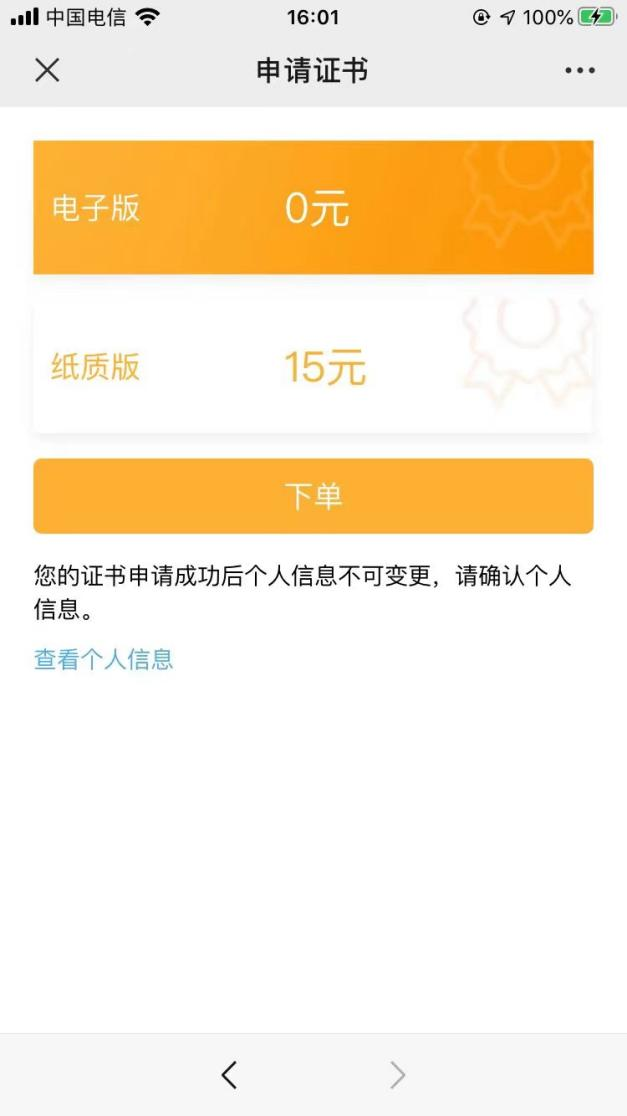 中国电信
16:01
100%
申请证书
电子版
0元
纸质版
15元
下单
您的证书申请成功后个人信息不可变更，请确认个人
信息。
查看个人信息